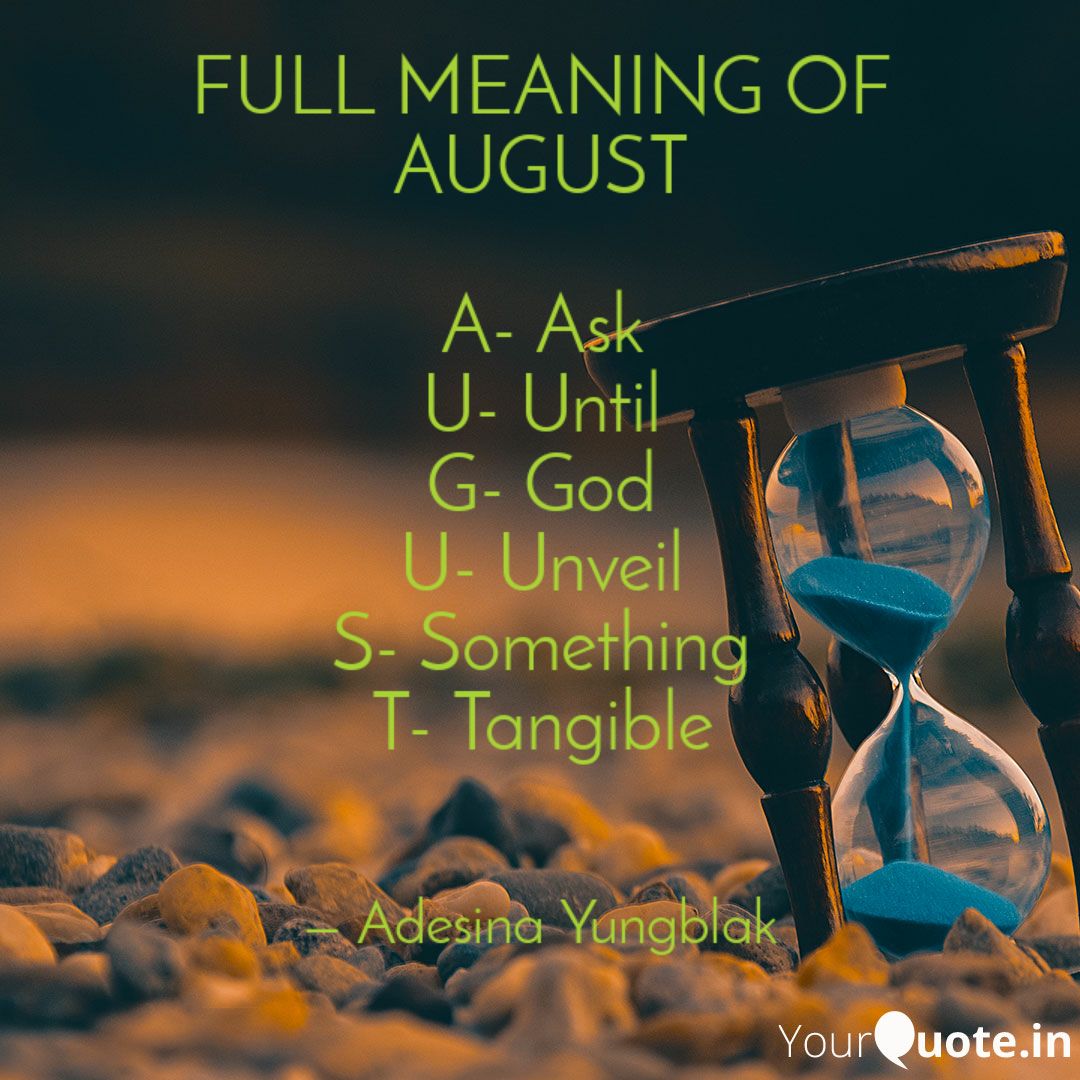 FULL MEANING OF
AUGUST
A- Ask
U- Until
G- God
U- Unveil
S- Something
T- Tangible
– Adesina Yungblak
YourQuote.in